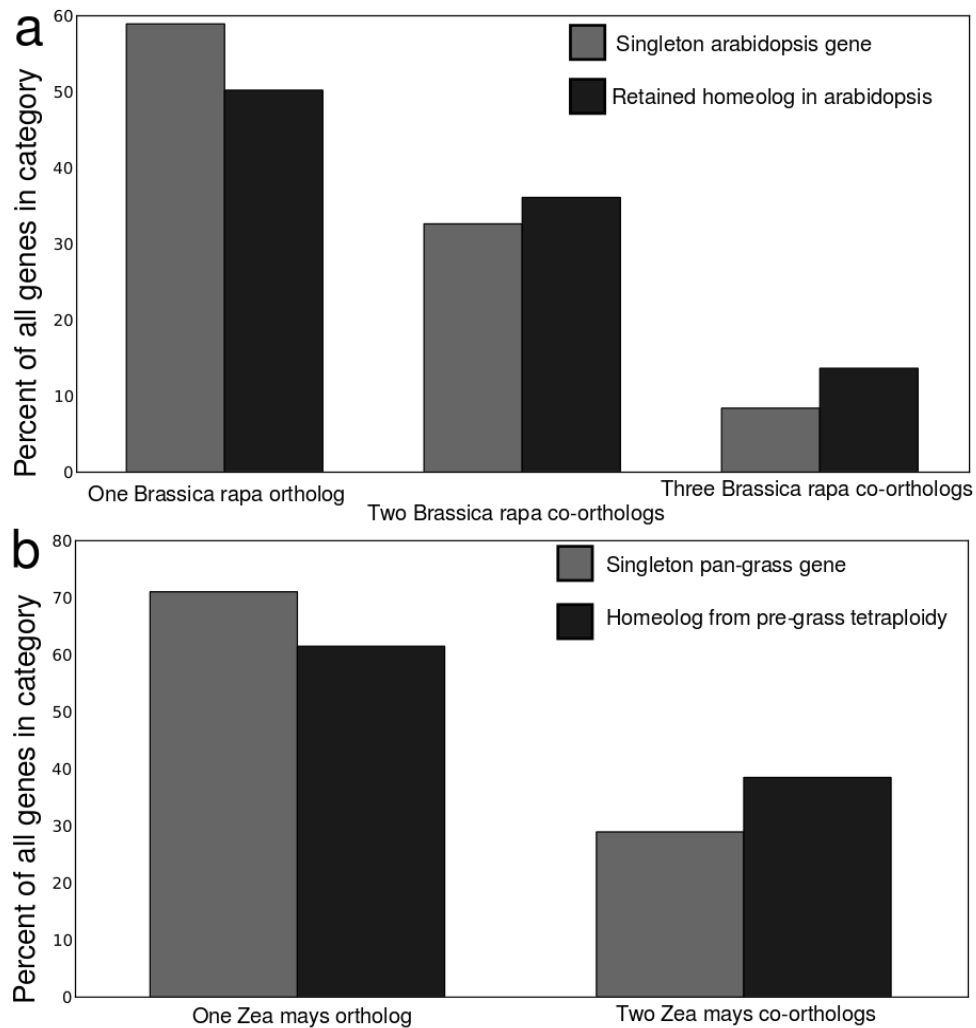 a
Percent of all genes in category
60
50
40
30
20
10
0
Singleton arabidopsis gene
Retained homeolog in arabidopsis
One Brassica rapa ortholog
Two Brassica rapa co-orthologs
Three Brassica rapa co-orthologs
b
Percent of all genes in category
80
70
60
50
40
30
20
10
0
Singleton pan-grass gene
Homeolog from pre-grass tetraploidy
One Zea mays ortholog
Two Zea mays co-orthologs